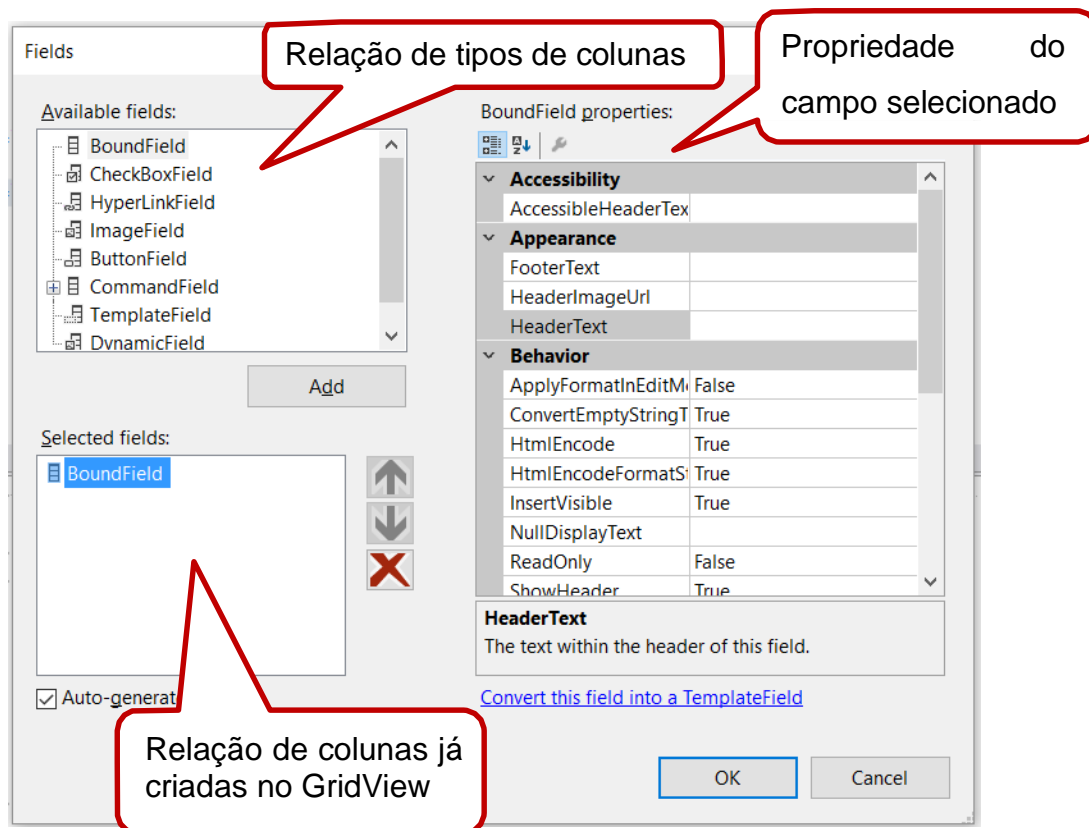 Fields
Relação de tipos de colunas
Propriedade do
campo selecionado
Available fields:
BoundField
CheckBoxField
HyperLinkField
ImageField
ButtonField
CommandField
TemplateField
DynamicField
Add
Selected fields:
BoundField
Auto-generat
Relação de colunas já
criadas no GridView
BoundField properties:
Accessibility
AccessibleHeaderTex
Appearance
FooterText
HeaderImageUrl
HeaderText
Behavior
ApplyFormatInEditM False
ConvertEmptyStringT True
HtmlEncode True
HtmlEncodeFormatSt True
InsertVisible True
NullDisplayText
ReadOnly False
ShowHeader True
HeaderText
The text within the header of this field.
Convert this field into a TemplateField
OK
Cancel